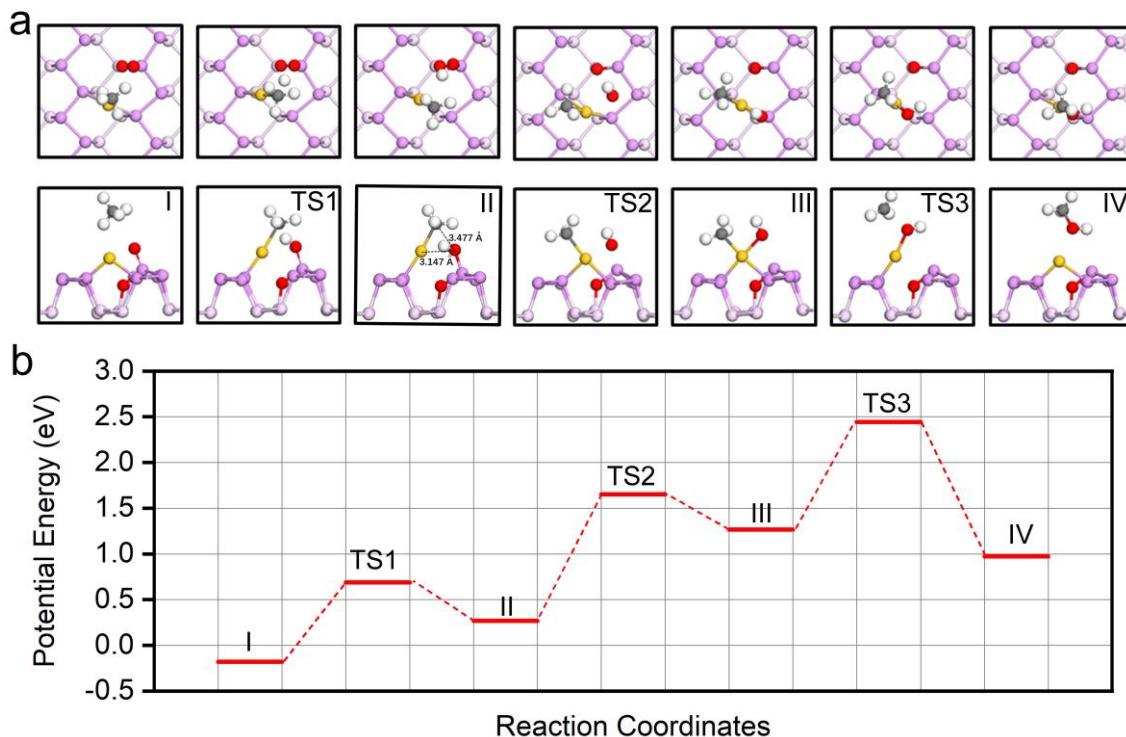 a
I
TS1
II
TS2
III
TS3
IV
3.477 Å
3.147 Å
b
Potential Energy (eV)
3.0
2.5
2.0
1.5
1.0
0.5
0.0
-0.5
I
TS1
II
TS2
III
TS3
IV
Reaction Coordinates